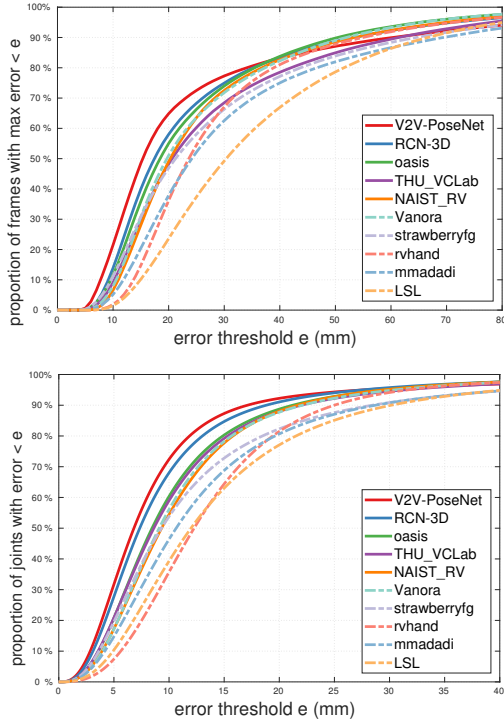 100%
90%
80%
70%
60%
50%
40%
30%
20%
10%
0 %
proportion of frames with max error < e
V2V-PoseNet
RCN-3D
oasis
THU_VCLab
NAIST_RV
Vanora
strawberryfg
rvhand
mmadadi
LSL
0 10 20 30 40 50 60 70 80
error threshold e (mm)
100%
90%
80%
70%
60%
50%
40%
30%
20%
10%
0 %
proportion of joints with error < e
V2V-PoseNet
RCN-3D
oasis
THU_VCLab
NAIST_RV
Vanora
strawberryfg
rvhand
mmadadi
LSL
0 5 10 15 20 25 30 35 40
error threshold e (mm)